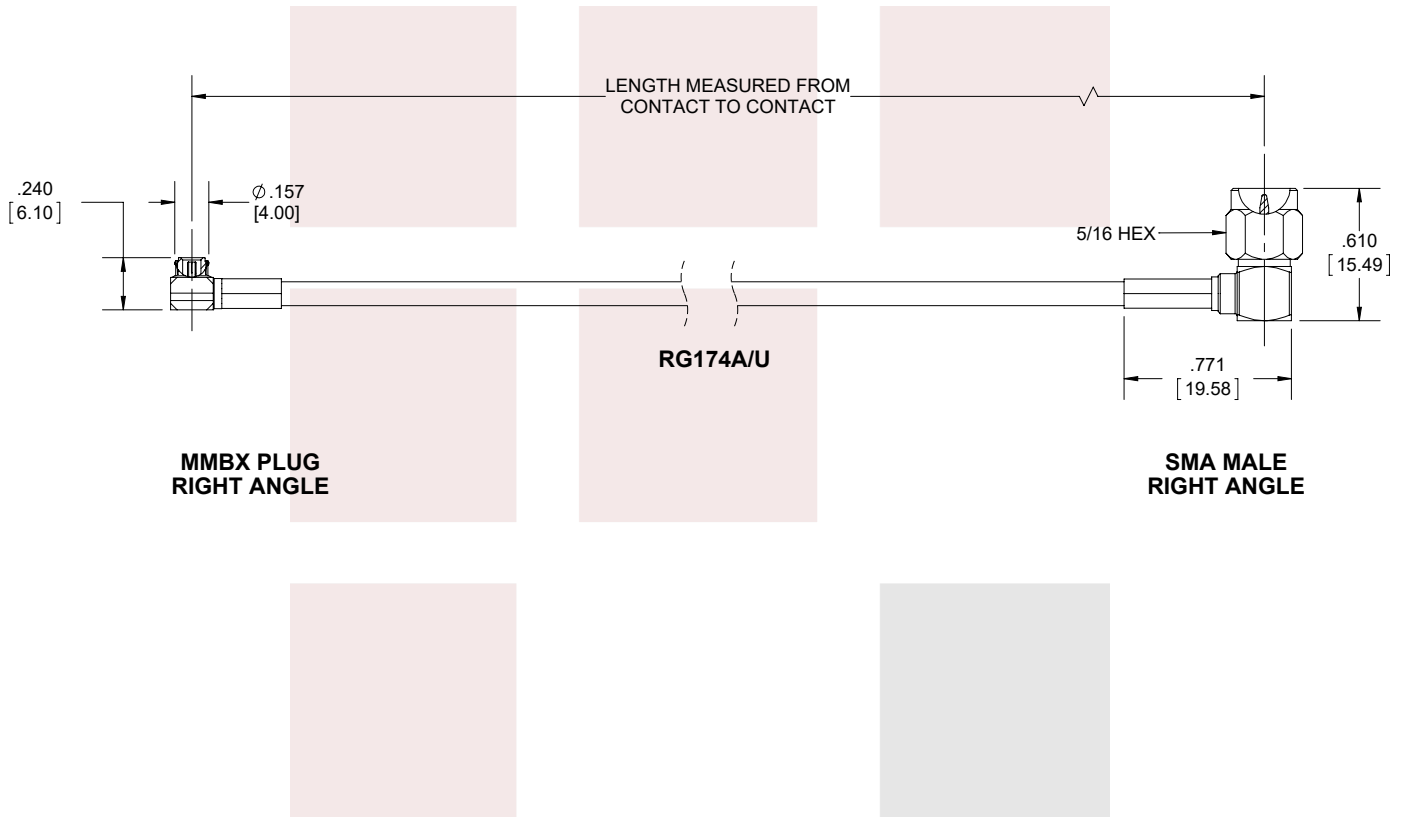 LENGTH MEASURED FROM
CONTACT TO CONTACT
.240
[6.10]
Ø.157
[4.00]
5/16 HEX
.610
[15.49]
RG174A/U
.771
[19.58]
MMBX PLUG
RIGHT ANGLE
SMA MALE
RIGHT ANGLE